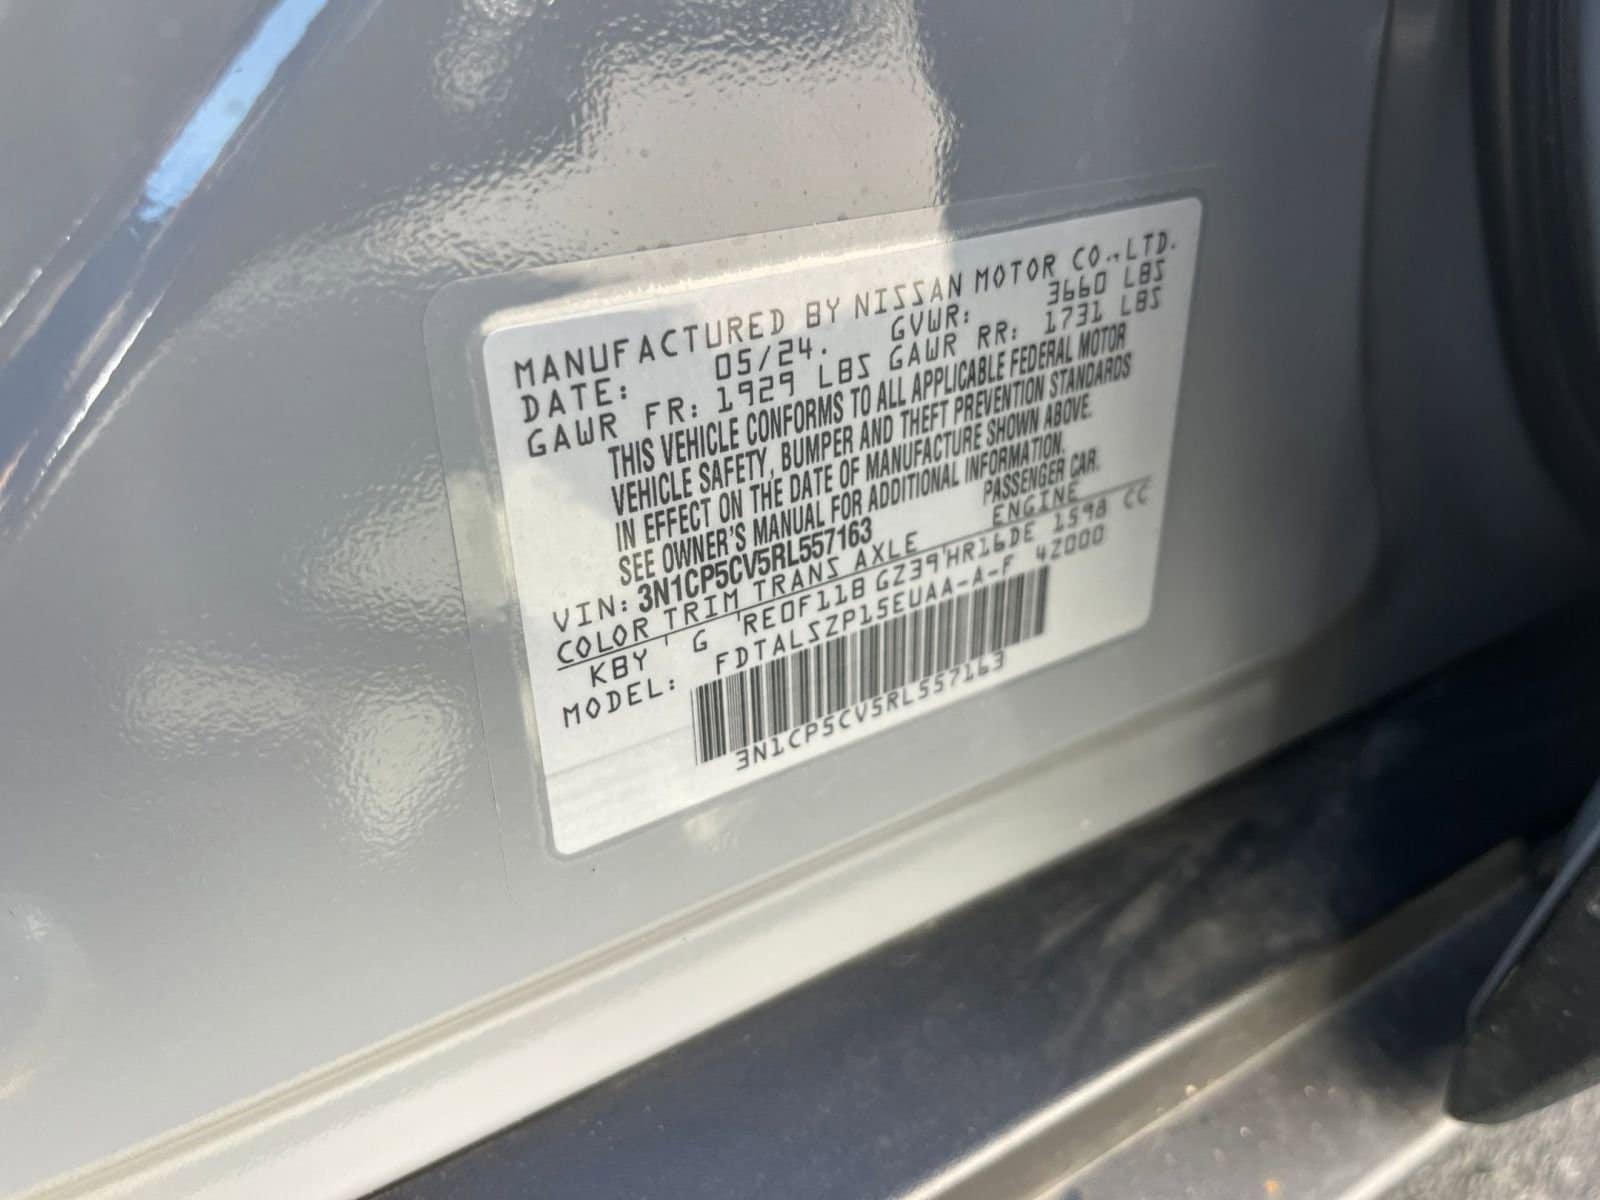 MANUFACTURED BY NISSAN MOTOR CO.,LTD.
DATE: 05/24. GVWR: 3660 LBS
GAWR FR: 1929 LBS GAWR RR: 1731 LBS
THIS VEHICLE CONFORMS TO ALL APPLICABLE FEDERAL MOTOR
VEHICLE SAFETY, BUMPER AND THEFT PREVENTION STANDARDS
IN EFFECT ON THE DATE OF MANUFACTURE SHOWN ABOVE.
SEE OWNER'S MANUAL FOR ADDITIONAL INFORMATION.
VIN: 3N1CP5CV5RL557163 PASSENGER CAR.
COLOR TRIM TRANS AXLE ENGINE
KBY G RE0F11B GZ39 HR16DE 1598 CC
MODEL: FDTALSZP15EUAA-A-F 4Z000
3N1CP5CV5RL557163